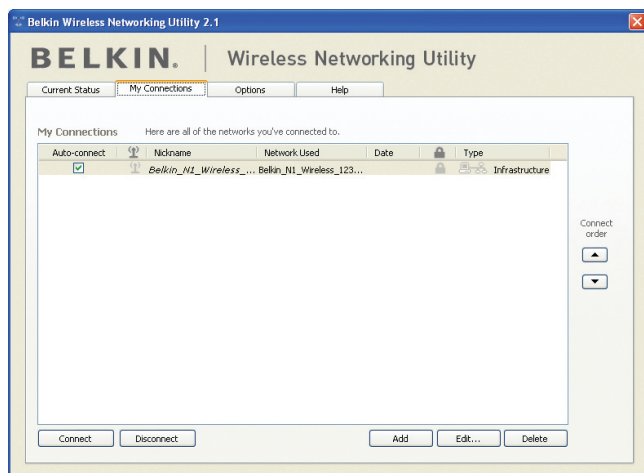 Belkin Wireless Networking Utility 2.1
BELKIN. | Wireless Networking Utility
Current Status My Connections Options Help
My Connections Here are all of the networks you've connected to.
Auto-connect Nickname Network Used Date Type
Belkin_N1_Wireless_... Belkin_N1_Wireless_123... Infrastructure
Connect
order
Connect Disconnect Add Edit... Delete